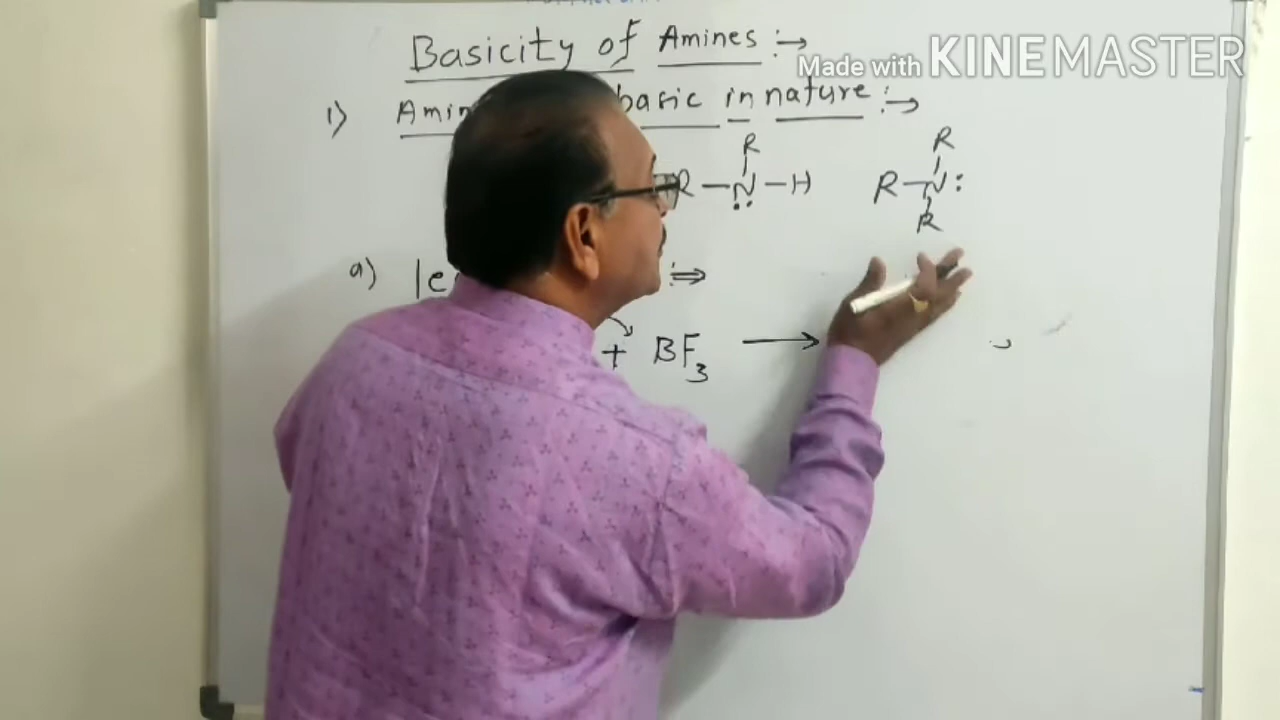 Basicity of Amines :→
Made with KINEMASTER
1) basic in nature :→
R
R
R — N — H
R — N :
R
a) :⇒
+ BF3 →